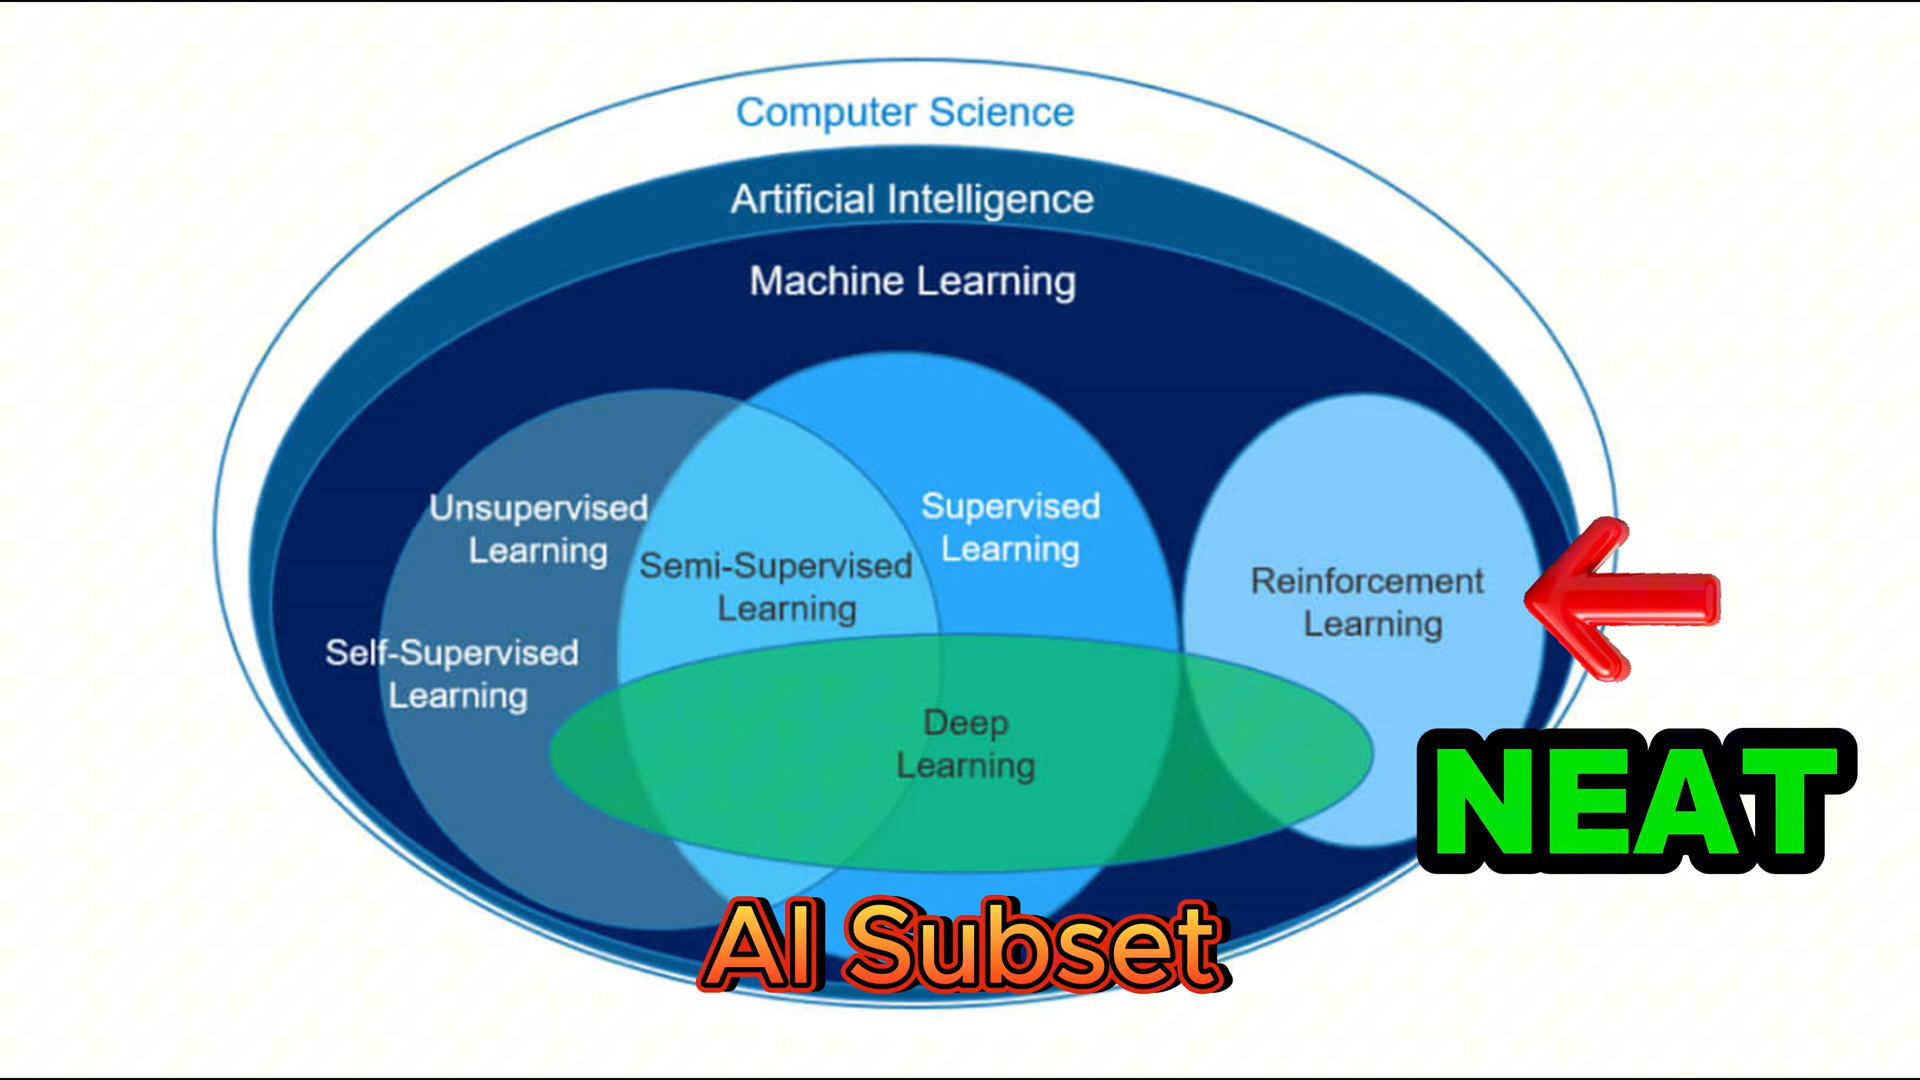 Computer Science
Artificial Intelligence
Machine Learning
Unsupervised
Learning
Semi-Supervised
Learning
Supervised
Learning
Reinforcement
Learning
Self-Supervised
Learning
Deep
Learning
NEAT
AI Subset